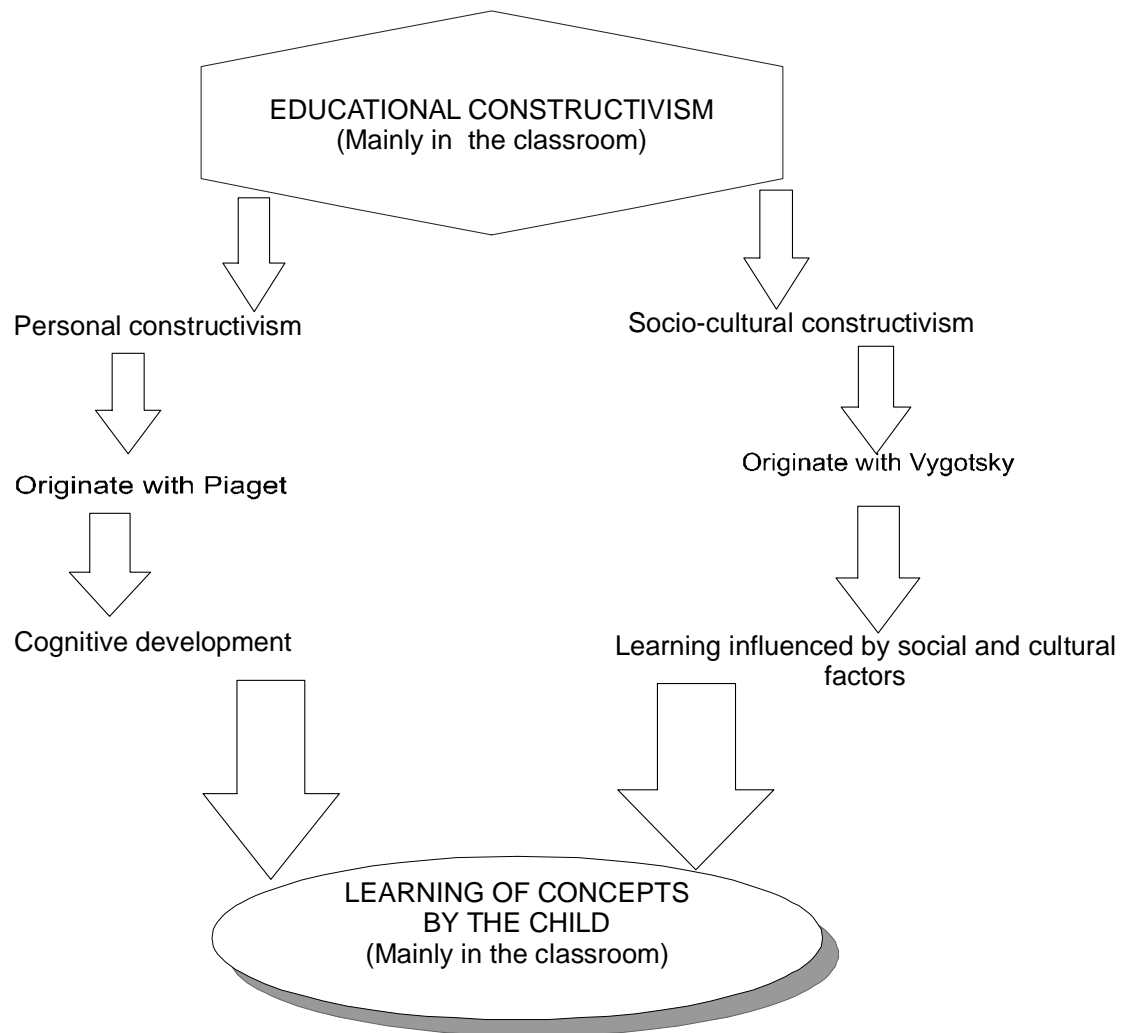 EDUCATIONAL CONSTRUCTIVISM
(Mainly in the classroom)
Personal constructivism
Socio-cultural constructivism
Originate with Piaget
Originate with Vygotsky
Cognitive development
Learning influenced by social and cultural
factors
LEARNING OF CONCEPTS
BY THE CHILD
(Mainly in the classroom)